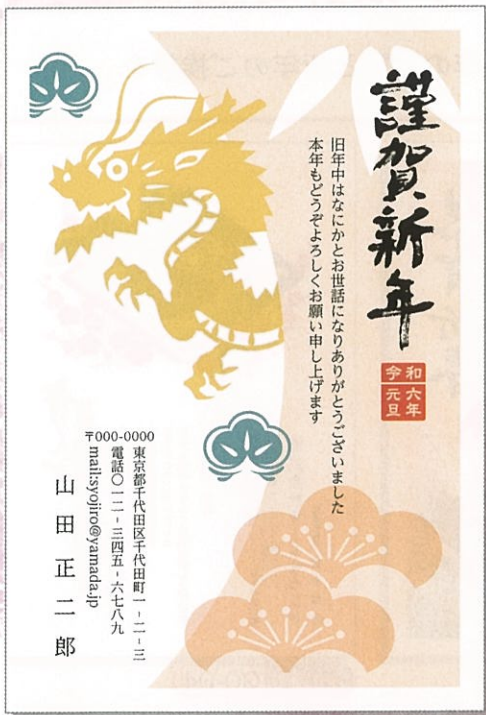 謹賀新年
令和六年
元旦
旧年中はなにかとお世話になりありがとうございました
本年もどうぞよろしくお願い申し上げます
〒000-0000
東京都千代田区千代田町一-二-三
電話〇一二-三四五-六七八九
mail:syojiro@yamada.jp
山田正二郎